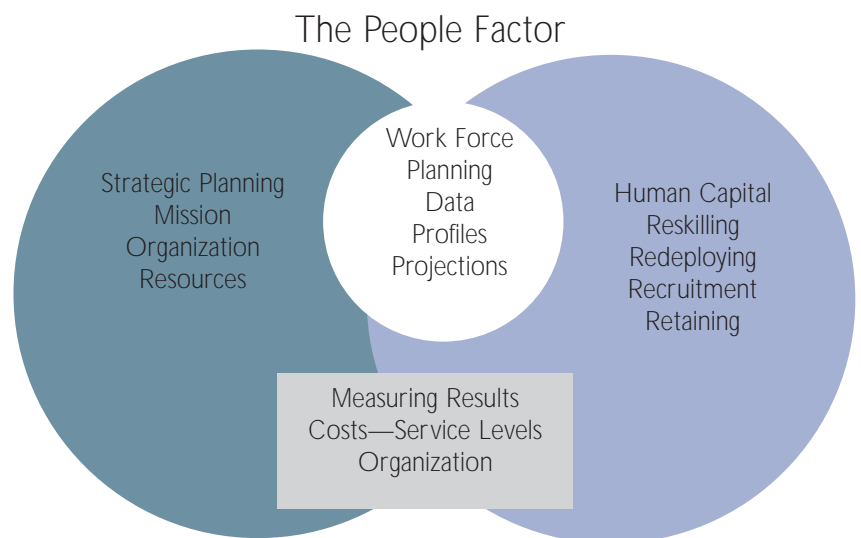 The People Factor
Strategic Planning
Mission
Organization
Resources
Work Force
Planning
Data
Profiles
Projections
Human Capital
Reskilling
Redeploying
Recruitment
Retaining
Measuring Results
Costs—Service Levels
Organization